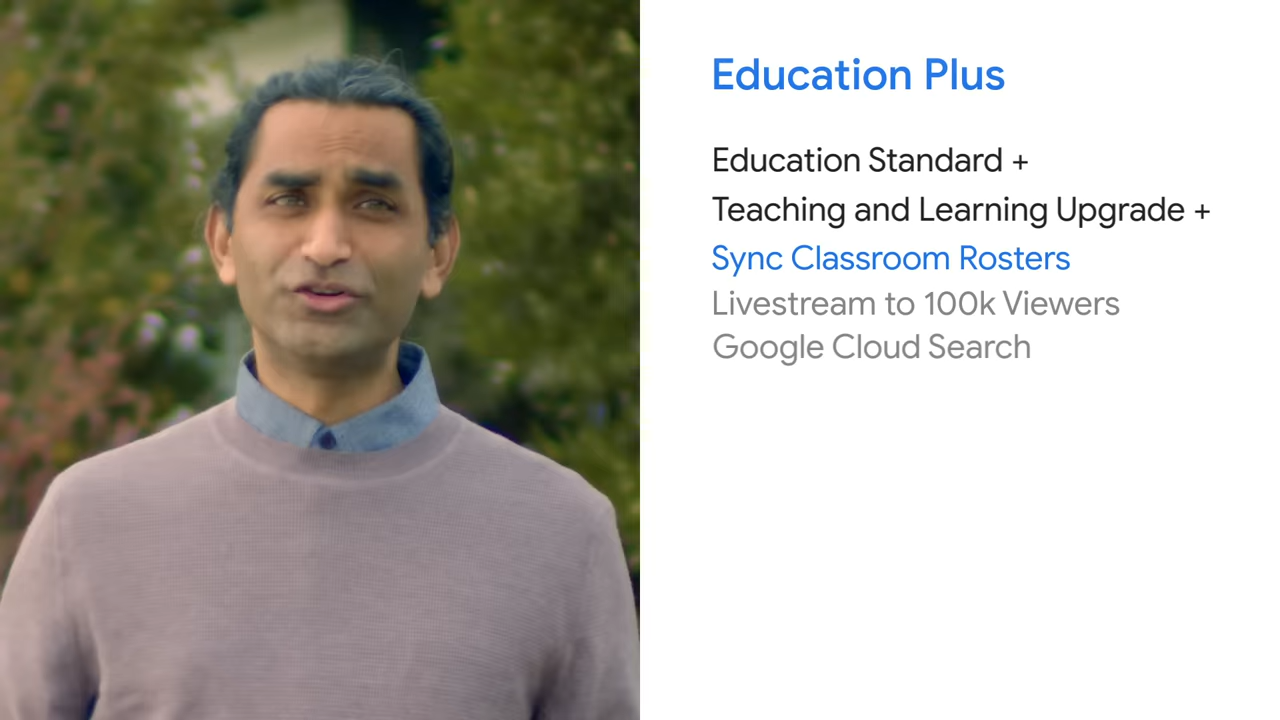 Education Plus
Education Standard +
Teaching and Learning Upgrade +
Sync Classroom Rosters
Livestream to 100k Viewers
Google Cloud Search